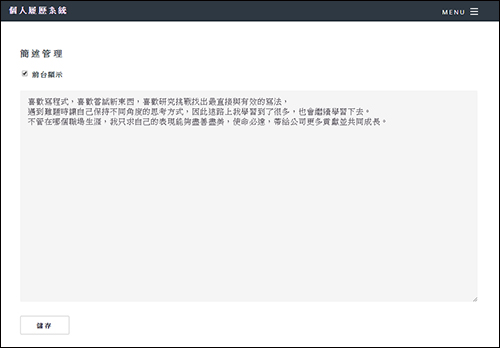 個人履歷系統
MENU
簡述管理
前台顯示
喜歡寫程式，喜歡嘗試新東西，喜歡研究挑戰找出最直接與有效的寫法，
遇到難題時讓自己保持不同角度的思考方式，因此這路上我學習到了很多，也會繼續學習下去。
不管在哪個職場生涯，我只求自己的表現能夠盡善盡美，使命必達，帶給公司更多貢獻並共同成長。
儲存